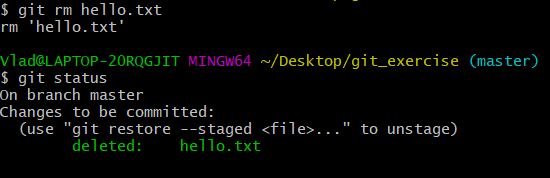 $ git rm hello.txt
rm 'hello.txt'
Vlad@LAPTOP-2ORQGJIT MINGW64 ~/Desktop/git_exercise (master)
$ git status
On branch master
Changes to be committed:
(use "git restore --staged <file>..." to unstage)
deleted: hello.txt